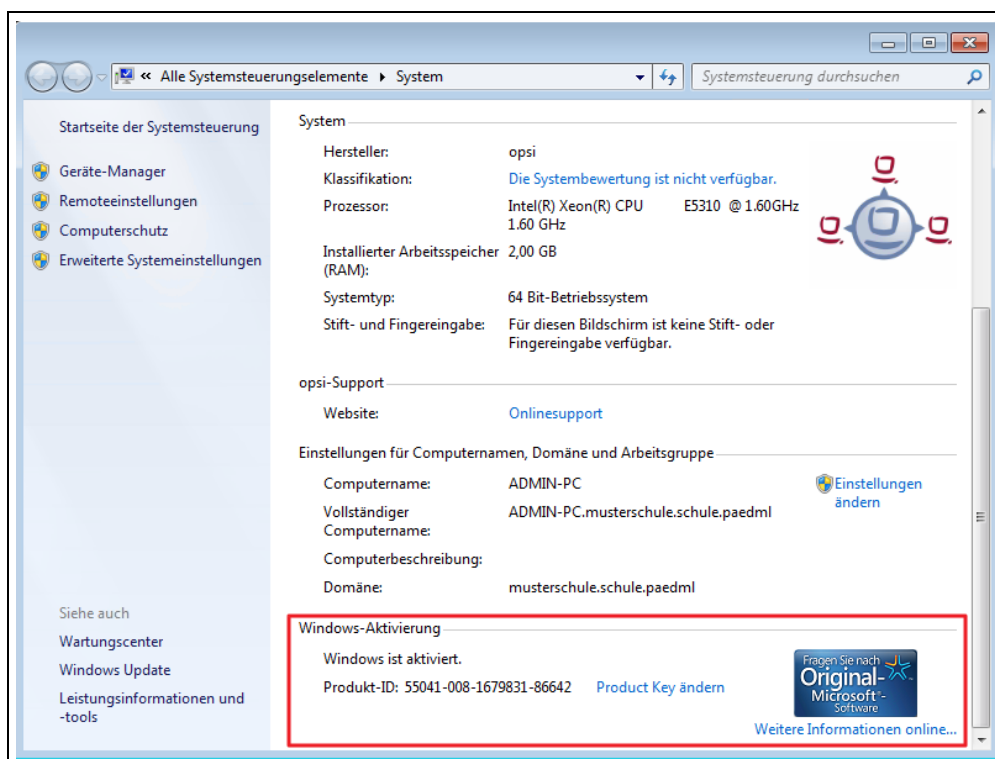 « Alle Systemsteuerungselemente ▸ System
Systemsteuerung durchsuchen
Startseite der Systemsteuerung
Geräte-Manager
Remoteeinstellungen
Computerschutz
Erweiterte Systemeinstellungen
Siehe auch
Wartungscenter
Windows Update
Leistungsinformationen und
-tools
System
Hersteller: opsi
Klassifikation: Die Systembewertung ist nicht verfügbar.
Prozessor: Intel(R) Xeon(R) CPU E5310 @ 1.60GHz
1.60 GHz
Installierter Arbeitsspeicher 2,00 GB
(RAM):
Systemtyp: 64 Bit-Betriebssystem
Stift- und Fingereingabe: Für diesen Bildschirm ist keine Stift- oder
Fingereingabe verfügbar.
opsi-Support
Website: Onlinesupport
Einstellungen für Computernamen, Domäne und Arbeitsgruppe
Computername: ADMIN-PC
Einstellungen
ändern
Vollständiger ADMIN-PC.musterschule.schule.paedml
Computername:
Computerbeschreibung:
Domäne: musterschule.schule.paedml
Windows-Aktivierung
Windows ist aktiviert.
Produkt-ID: 55041-008-1679831-86642 Product Key ändern
Fragen Sie nach
Original-
Microsoft®-
Software
Weitere Informationen online...